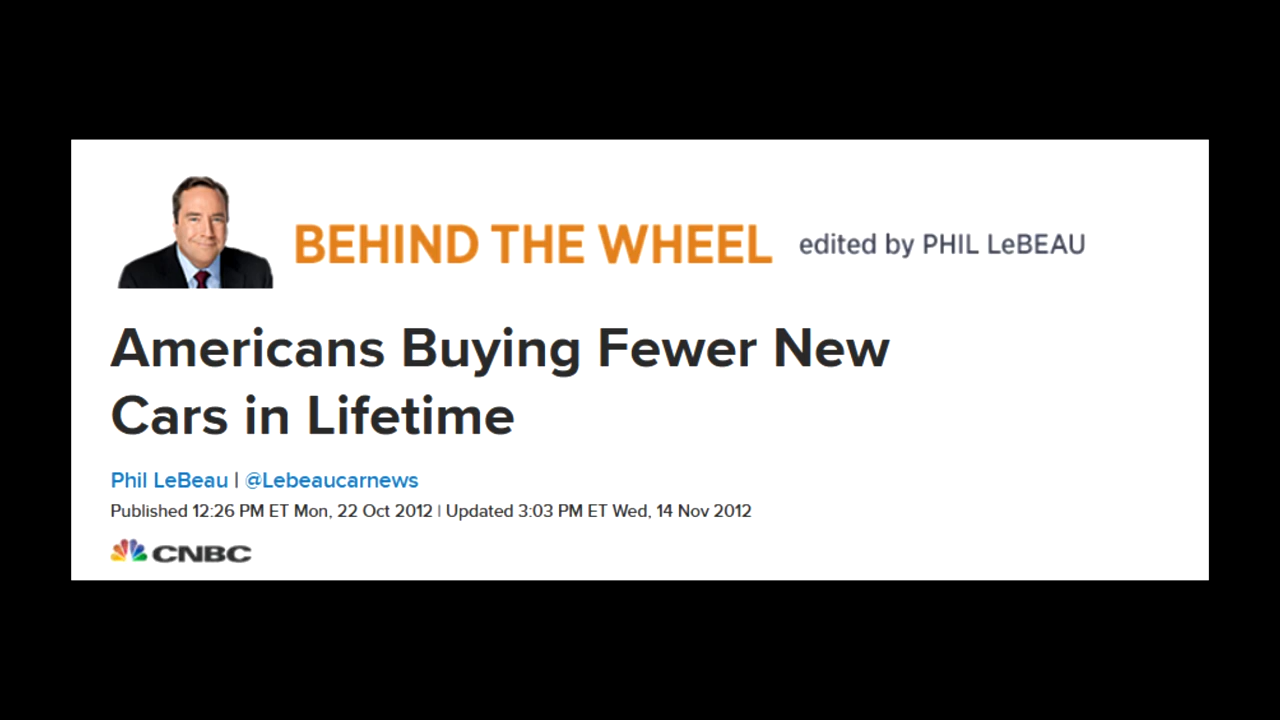 BEHIND THE WHEEL edited by PHIL LeBEAU
Americans Buying Fewer New
Cars in Lifetime
Phil LeBeau | @Lebeaucarnews
Published 12:26 PM ET Mon, 22 Oct 2012 | Updated 3:03 PM ET Wed, 14 Nov 2012
CNBC